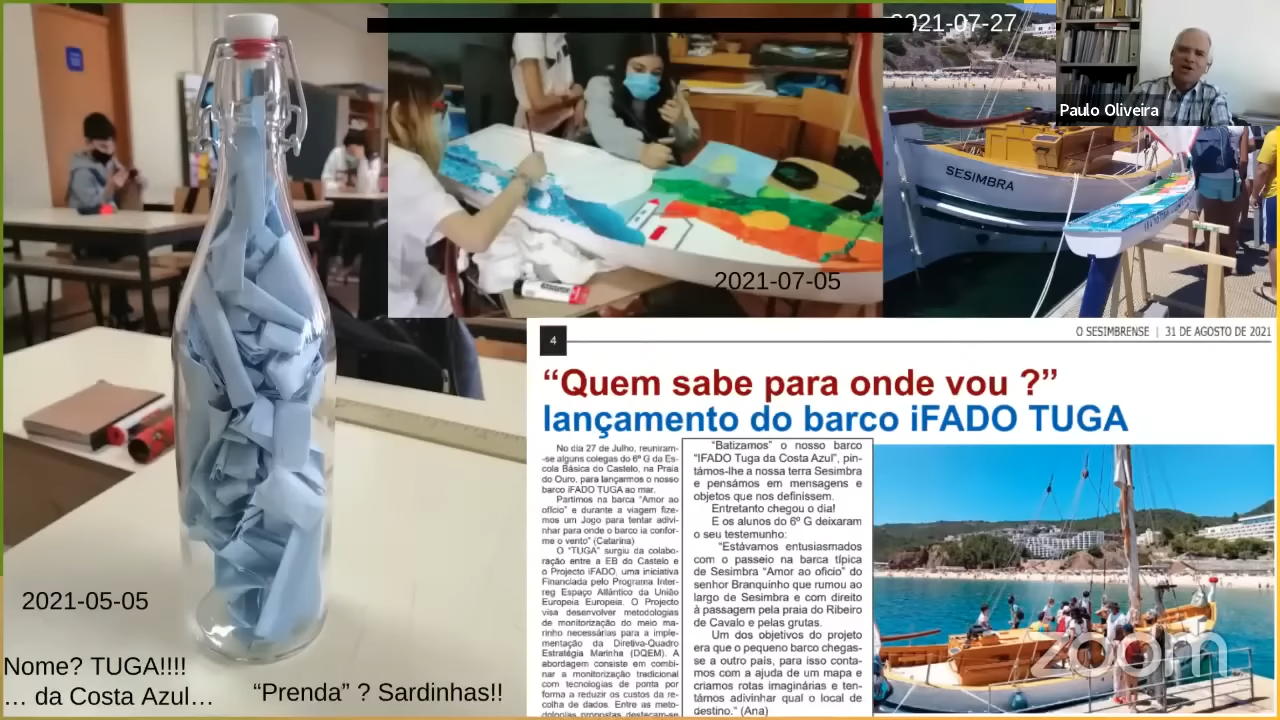 2021-07-27
Paulo Oliveira
SESIMBRA
2021-07-05
2021-05-05
Nome? TUGA!!!!
... da Costa Azul...
“Prenda” ? Sardinhas!!
4
O SESIMBRENSE | 31 DE AGOSTO DE 2021
“Quem sabe para onde vou ?”
lançamento do barco iFADO TUGA
No dia 27 de Julho, reuniram-
-se alguns colegas do 6º G da Es-
cola Básica do Castelo, na Praia
do Ouro, para lançarmos o nosso
barco iFADO TUGA ao mar.
Partimos na barca “Amor ao
ofício” e durante a viagem fize-
mos um Jogo para tentar adivi-
nhar para onde o barco ia confor-
me o vento” (Catarina)
O “TUGA” surgiu da colabo-
ração entre a EB do Castelo e
o Projecto iFADO, uma iniciativa
Financiada pelo Programa Inter-
reg Espaço Atlântico da União
Europeia Europeia. O Projecto
visa desenvolver metodologias
de monitorização do meio ma-
rinho necessárias para a imple-
mentação da Diretiva-Quadro
Estratégia Marinha (DQEM). A
abordagem consiste em combi-
nar a monitorização tradicional
com tecnologias de ponta por
forma a reduzir os custos da re-
colha de dados. Entre as meto-
dologias propostas destacam-se
“Batizamos” o nosso barco
“IFADO Tuga da Costa Azul”, pin-
támos-lhe a nossa terra Sesimbra
e pensámos em mensagens e
objetos que nos definissem.
Entretanto chegou o dia!
E os alunos do 6º G deixaram
o seu testemunho:
“Estávamos entusiasmados
com o passeio na barca típica
de Sesimbra “Amor ao oficio” do
senhor Branquinho que rumou ao
largo de Sesimbra e com direito
à passagem pela praia do Ribeiro
de Cavalo e pelas grutas.
Um dos objetivos do projeto
era que o pequeno barco chegas-
se a outro país, para isso conta-
mos com a ajuda de um mapa e
criamos rotas imaginárias e ten-
támos adivinhar qual o local de
destino.” (Ana)
zoom